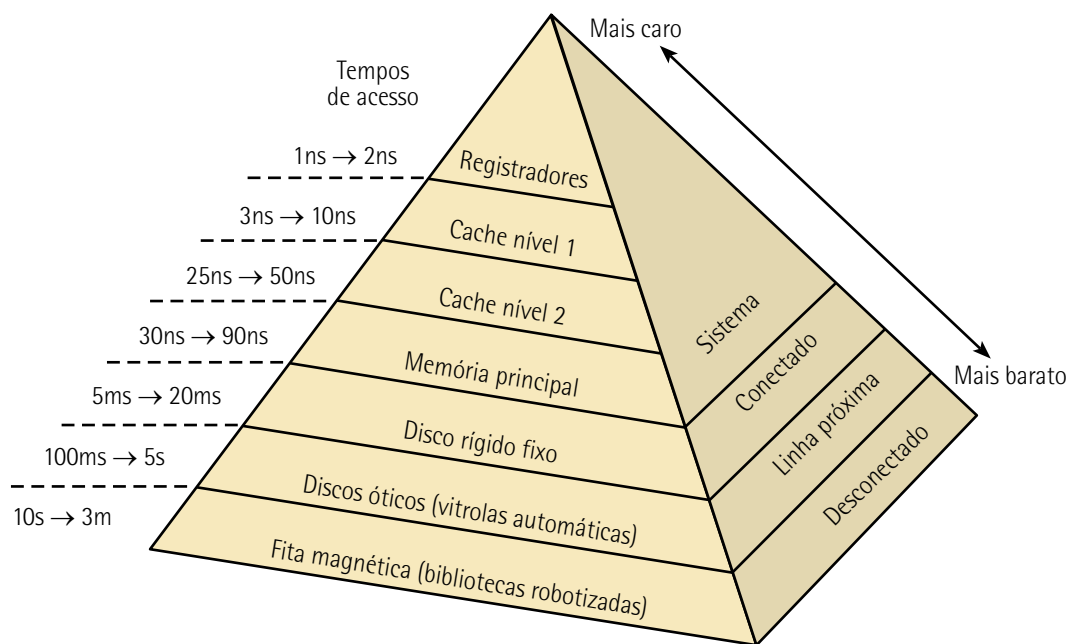 Mais caro
Tempos
de acesso
1ns → 2ns
Registradores
3ns → 10ns
Cache nível 1
25ns → 50ns
Cache nível 2
Sistema
30ns → 90ns
Memória principal
Conectado
Mais barato
5ms → 20ms
Disco rígido fixo
Linha próxima
100ms → 5s
Discos óticos (vitrolas automáticas)
Desconectado
10s → 3m
Fita magnética (bibliotecas robotizadas)